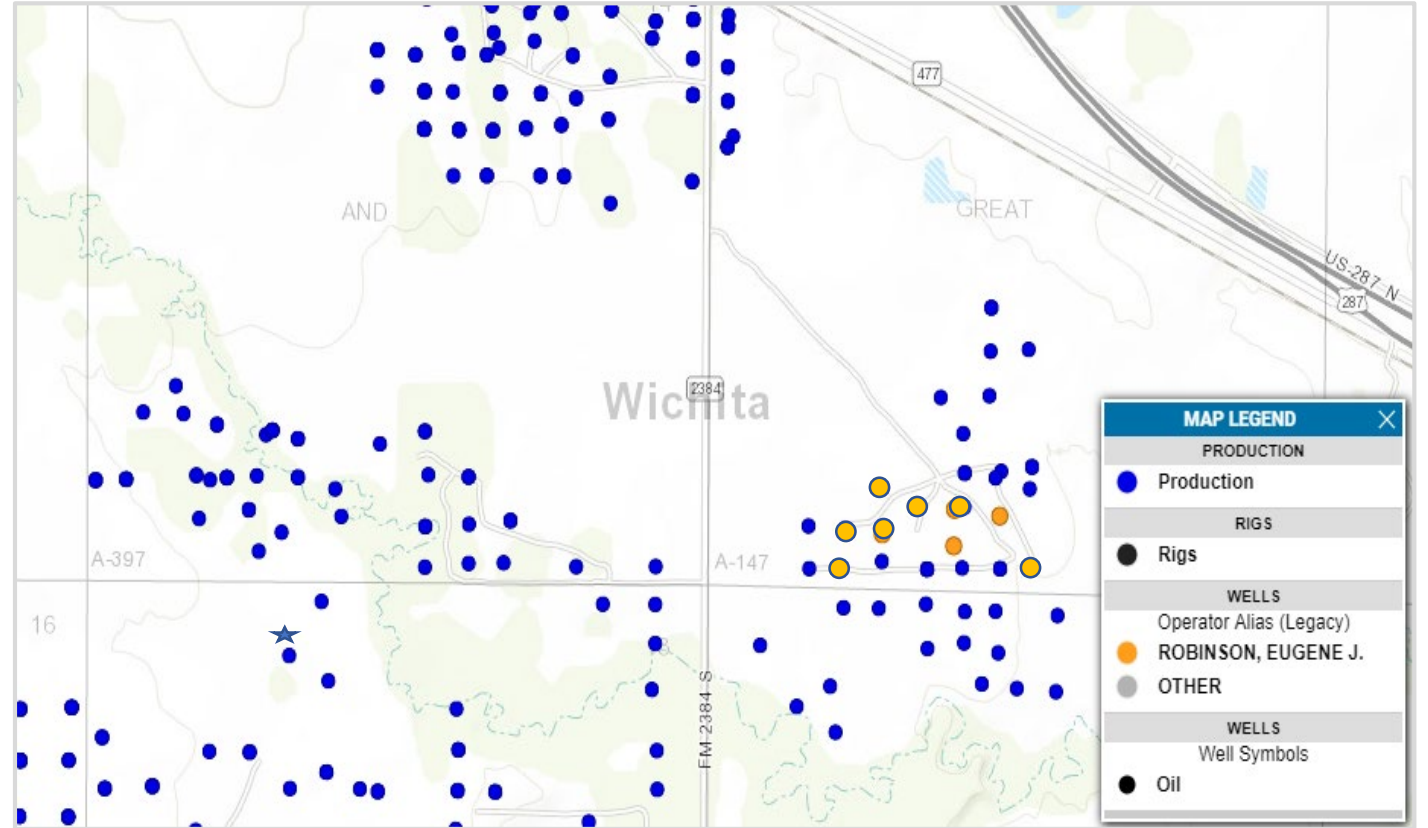 14
477
AND
GREAT
US-287 N
287
2384
Wichita
A-397
A-147
16
FM 2384 S
MAP LEGEND
PRODUCTION
Production
RIGS
Rigs
WELLS
Operator Alias (Legacy)
ROBINSON, EUGENE J.
OTHER
WELLS
Well Symbols
Oil